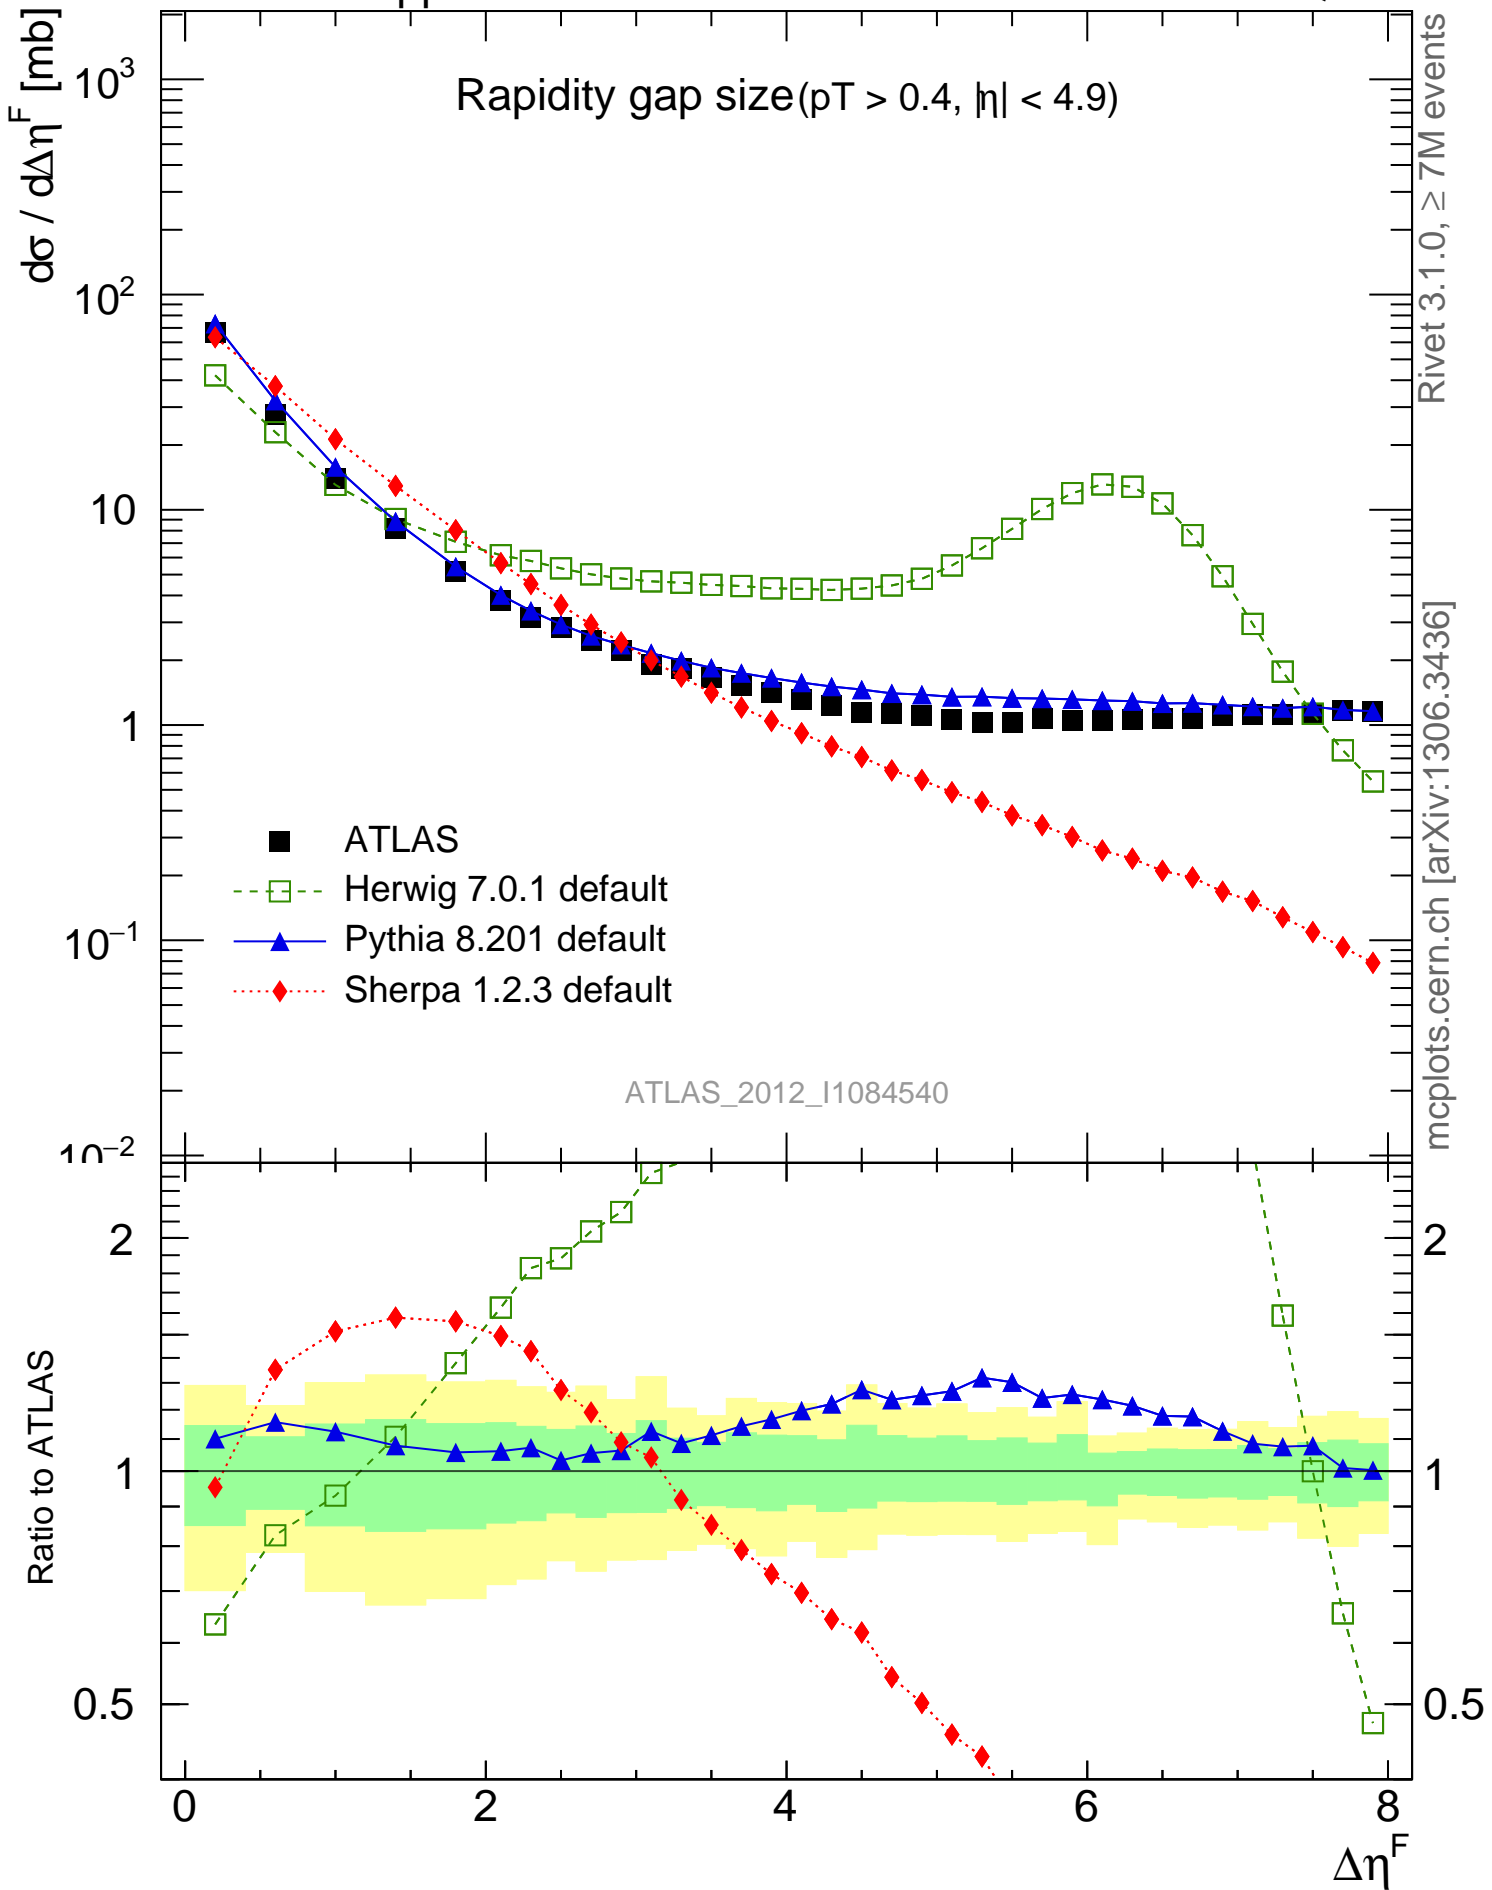 dσ / dΔη^F [mb]
Rapidity gap size (pT > 0.4, |η| < 4.9)
10^3
10^2
10
1
10^−1
10^−2
ATLAS
Herwig 7.0.1 default
Pythia 8.201 default
Sherpa 1.2.3 default
ATLAS_2012_I1084540
Rivet 3.1.0, ≥ 7M events
mcplots.cern.ch [arXiv:1306.3436]
Ratio to ATLAS
2
1
0.5
2
1
0.5
0 2 4 6 8
Δη^F